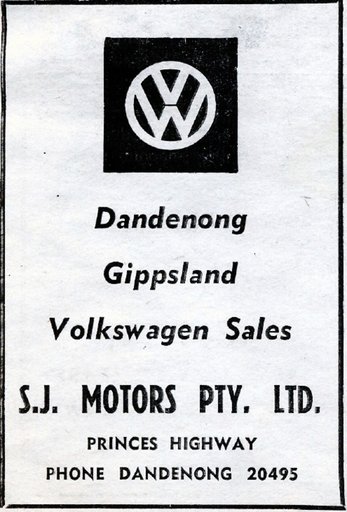 Dandenong
Gippsland
Volkswagen Sales
S.J. MOTORS PTY. LTD.
PRINCES HIGHWAY
PHONE DANDENONG 20495